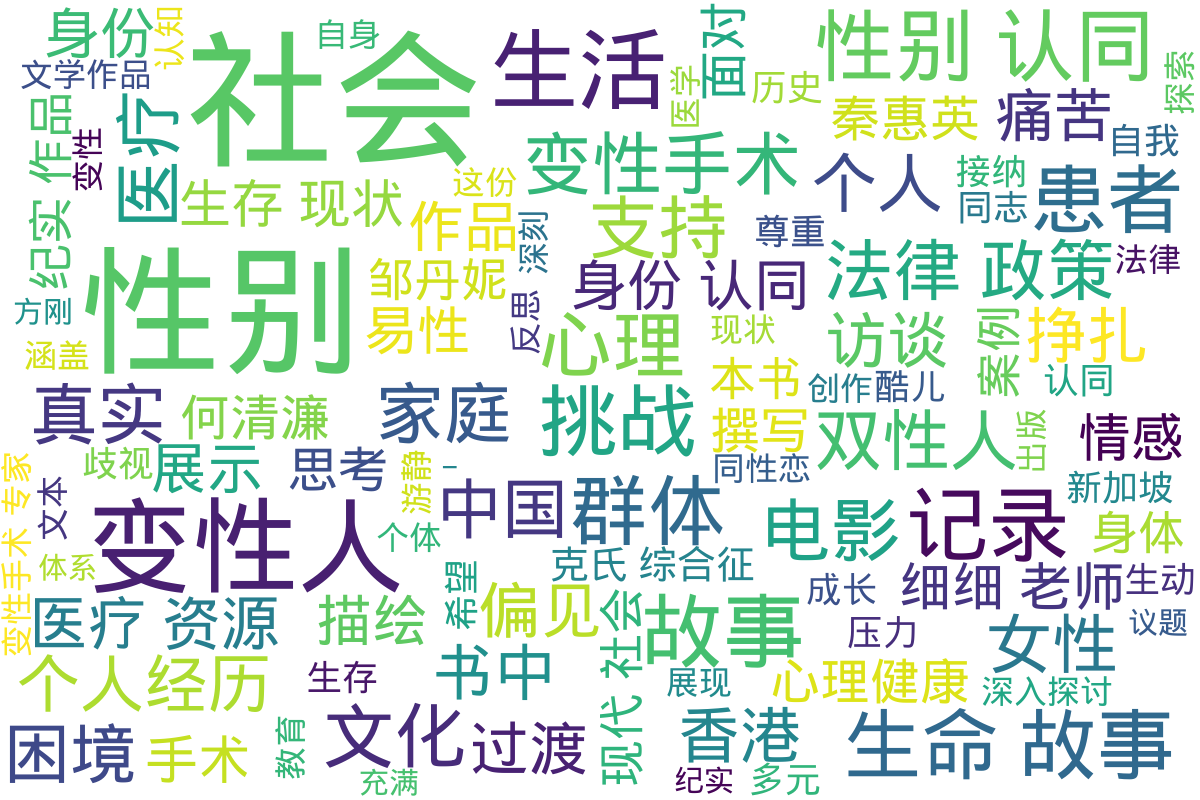 身份
自身
认知
文学作品
社会
生活
面对
性别 认同
医学
历史
探索
作品
变性
医疗
秦惠英
痛苦
自我
变性手术
个人
接纳
患者
生存 现状
这份
同志
纪实
作品
支持
尊重
深刻
性别
邹丹妮
身份 认同
法律 政策
法律
方刚
反思
易性
心理
现状
访谈
案例
挣扎
涵盖
本书
创作
酷儿
认同
真实
何清濂
家庭
挑战
撰写
双性人
出版
情感
歧视
展示
思考
游静
-
同性恋
新加坡
变性手术 专家
文本
变性人
中国
群体
电影
记录
身体
个体
体系
克氏 综合征
希望
成长
细细 老师
生动
医疗 资源
描绘
偏见
现代 社会
故事
压力
女性
议题
个人经历
生存
书中
展现
心理健康
深入探讨
困境
手术
教育
文化
过渡
香港
生命 故事
充满
纪实
多元